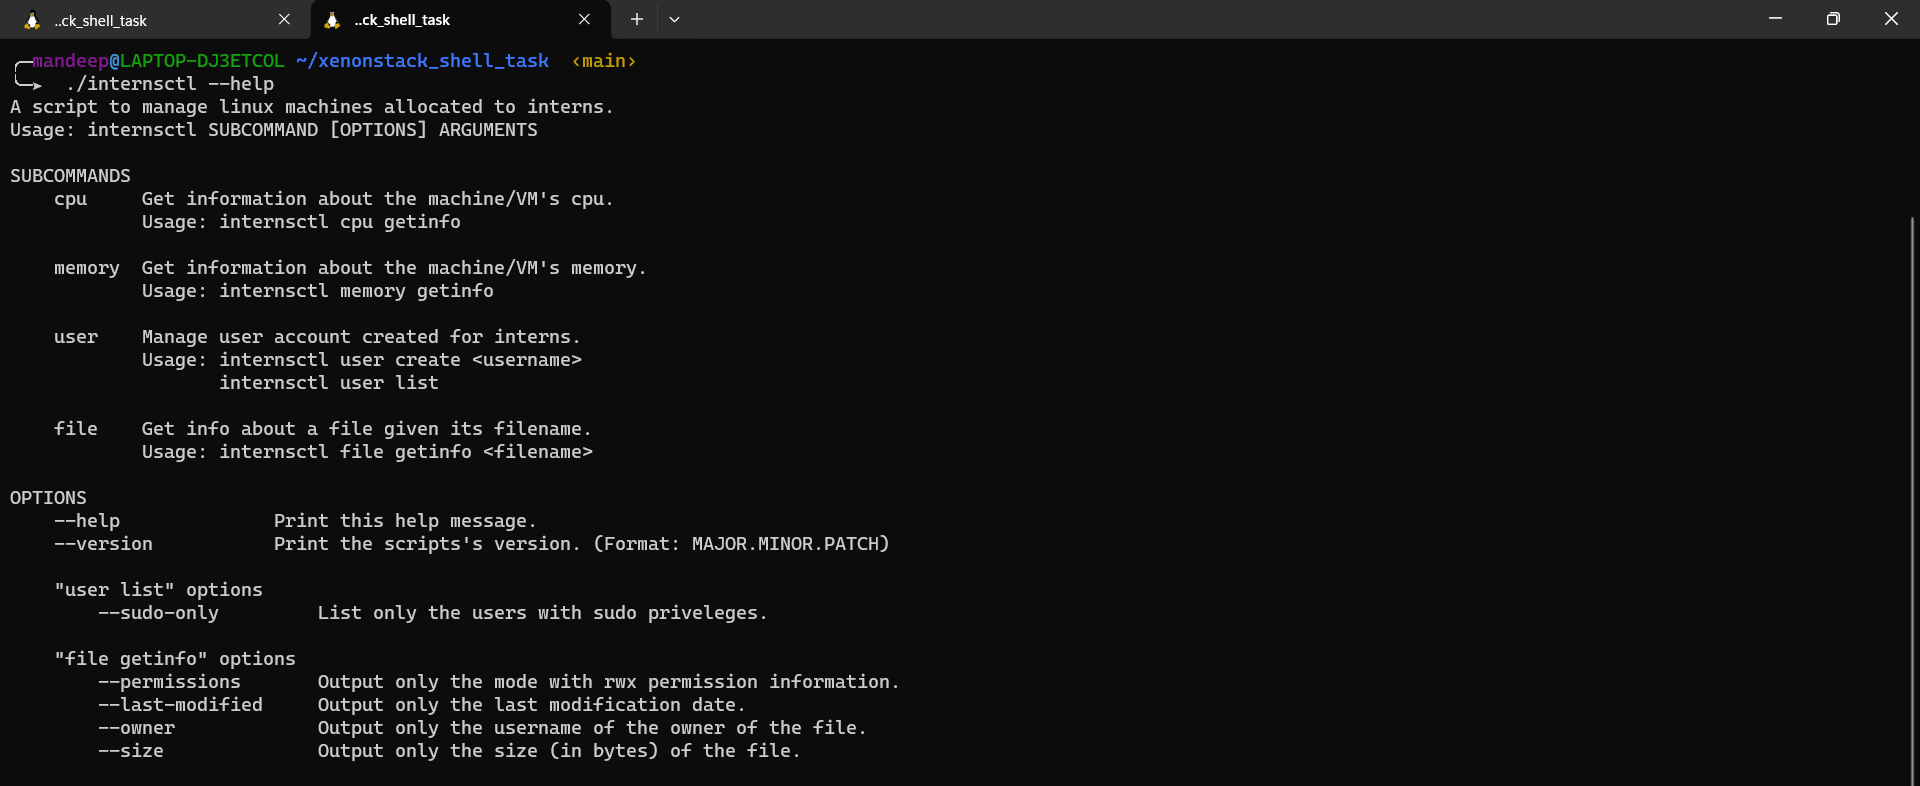 ..ck_shell_task
..ck_shell_task
mandeep@LAPTOP-DJ3ETCOL ~/xenonstack_shell_task ‹main›
./internsctl --help
A script to manage linux machines allocated to interns.
Usage: internsctl SUBCOMMAND [OPTIONS] ARGUMENTS
SUBCOMMANDS
cpu Get information about the machine/VM's cpu.
Usage: internsctl cpu getinfo
memory Get information about the machine/VM's memory.
Usage: internsctl memory getinfo
user Manage user account created for interns.
Usage: internsctl user create <username>
internsctl user list
file Get info about a file given its filename.
Usage: internsctl file getinfo <filename>
OPTIONS
--help Print this help message.
--version Print the scripts's version. (Format: MAJOR.MINOR.PATCH)
"user list" options
--sudo-only List only the users with sudo priveleges.
"file getinfo" options
--permissions Output only the mode with rwx permission information.
--last-modified Output only the last modification date.
--owner Output only the username of the owner of the file.
--size Output only the size (in bytes) of the file.